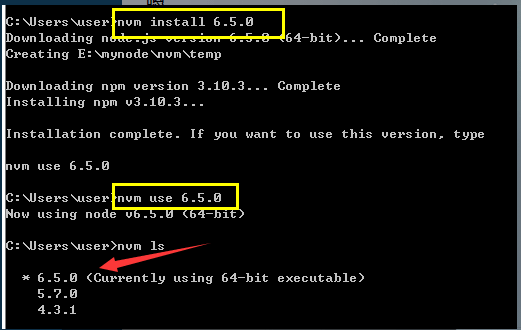 C:\Users\user>nvm install 6.5.0
Downloading node.js version 6.5.0 (64-bit)... Complete
Creating E:\mynode\nvm\temp
Downloading npm version 3.10.3... Complete
Installing npm v3.10.3...
Installation complete. If you want to use this version, type
nvm use 6.5.0
C:\Users\user>nvm use 6.5.0
Now using node v6.5.0 (64-bit)
C:\Users\user>nvm ls
* 6.5.0 (Currently using 64-bit executable)
5.7.0
4.3.1